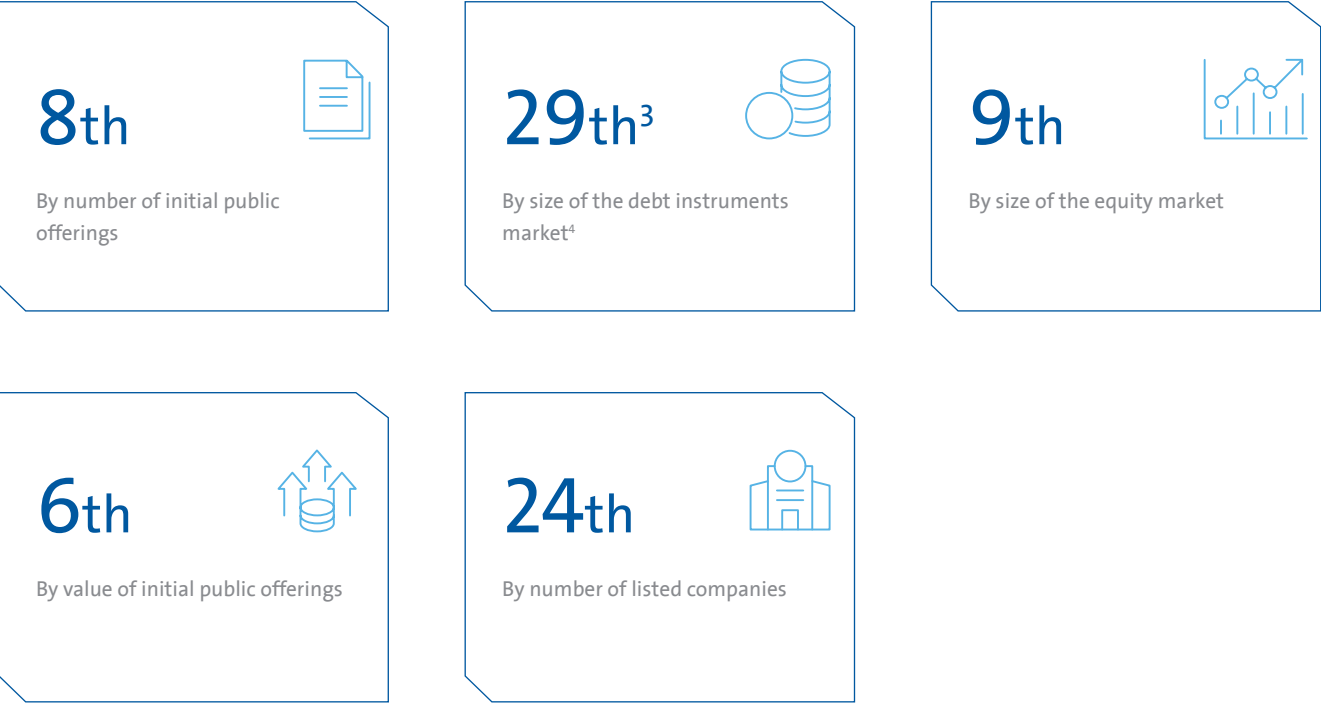 8th
By number of initial public
offerings
29th³
By size of the debt instruments
market⁴
9th
By size of the equity market
6th
By value of initial public offerings
24th
By number of listed companies